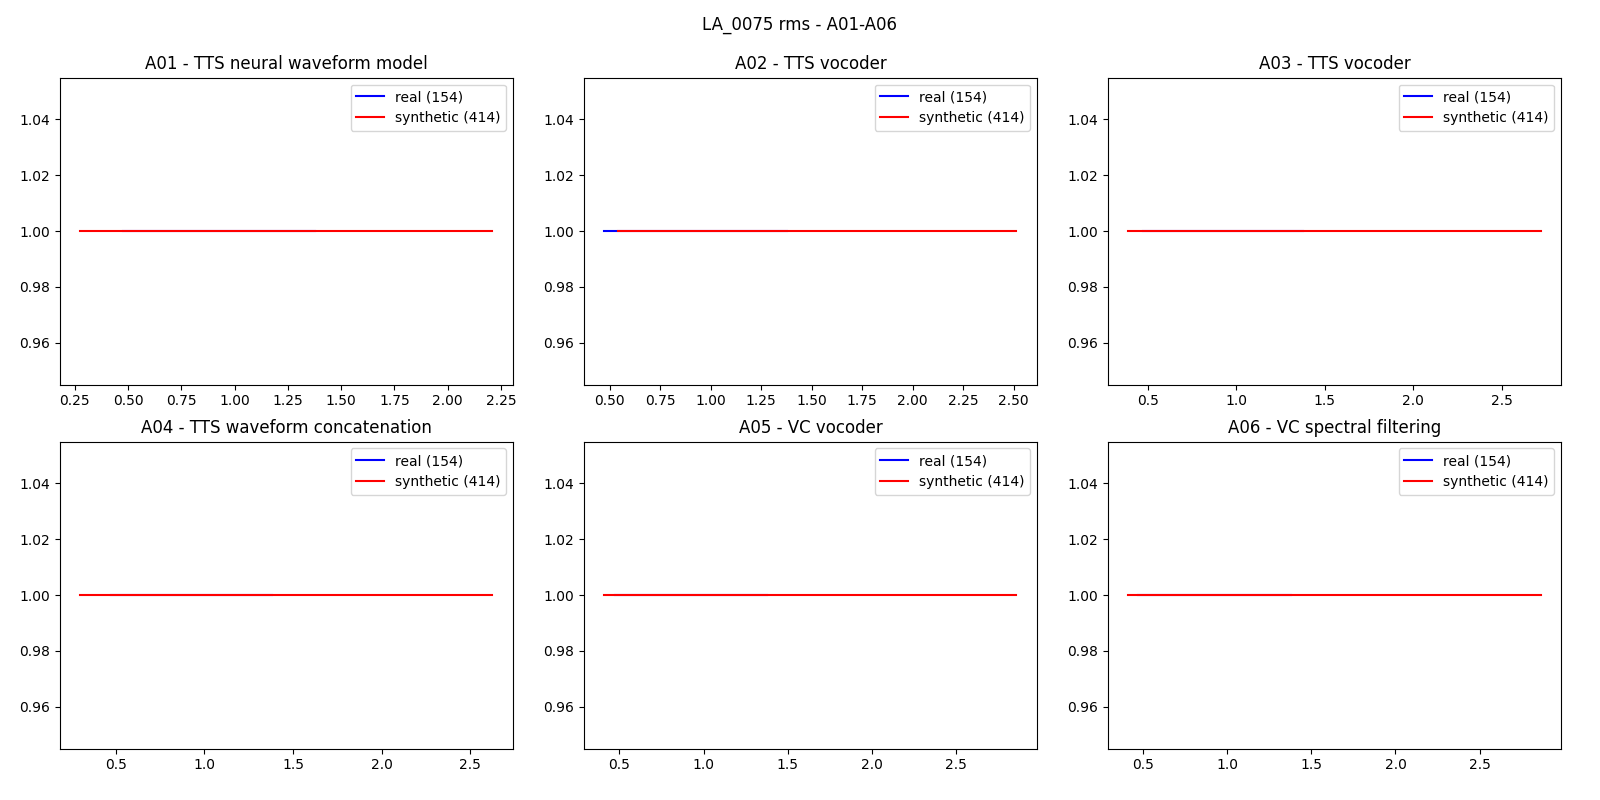 LA_0075 rms - A01-A06
A01 - TTS neural waveform model
real (154)
synthetic (414)
1.04
1.02
1.00
0.98
0.96
0.25 0.50 0.75 1.00 1.25 1.50 1.75 2.00 2.25
A02 - TTS vocoder
real (154)
synthetic (414)
1.04
1.02
1.00
0.98
0.96
0.50 0.75 1.00 1.25 1.50 1.75 2.00 2.25 2.50
A03 - TTS vocoder
real (154)
synthetic (414)
1.04
1.02
1.00
0.98
0.96
0.5 1.0 1.5 2.0 2.5
A04 - TTS waveform concatenation
real (154)
synthetic (414)
1.04
1.02
1.00
0.98
0.96
0.5 1.0 1.5 2.0 2.5
A05 - VC vocoder
real (154)
synthetic (414)
1.04
1.02
1.00
0.98
0.96
0.5 1.0 1.5 2.0 2.5
A06 - VC spectral filtering
real (154)
synthetic (414)
1.04
1.02
1.00
0.98
0.96
0.5 1.0 1.5 2.0 2.5